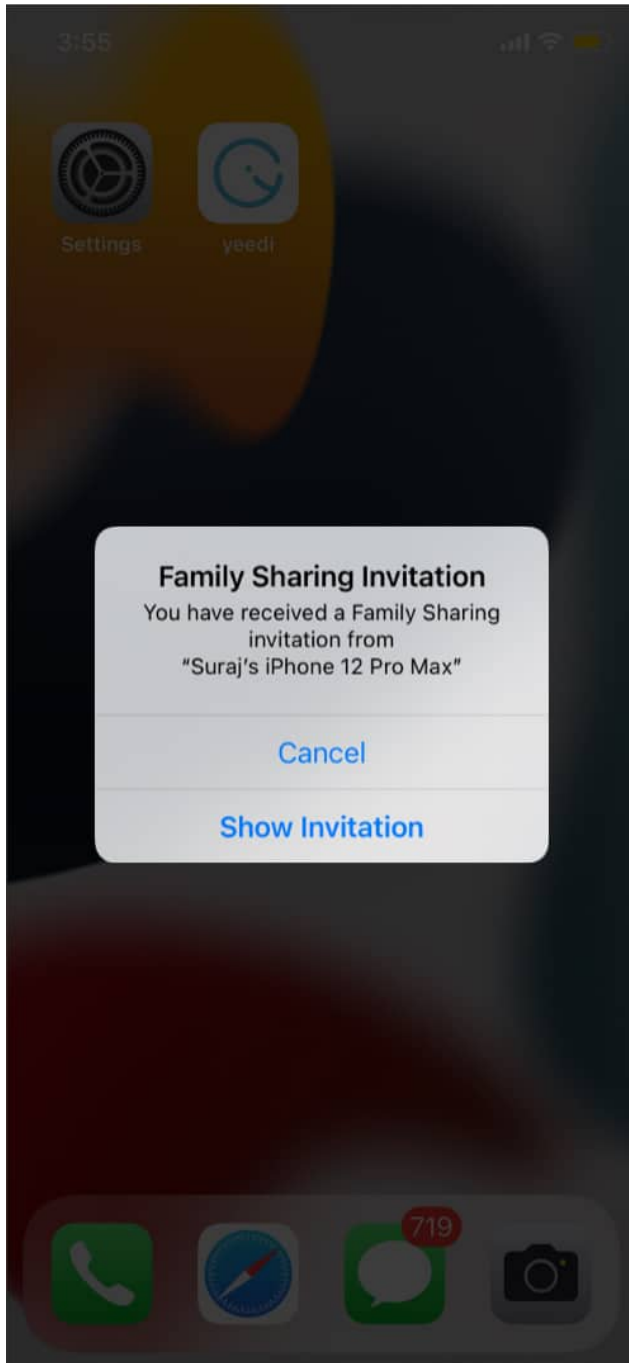 3:55
Settings
yeedi
Family Sharing Invitation
You have received a Family Sharing
invitation from
“Suraj’s iPhone 12 Pro Max”
Cancel
Show Invitation
719